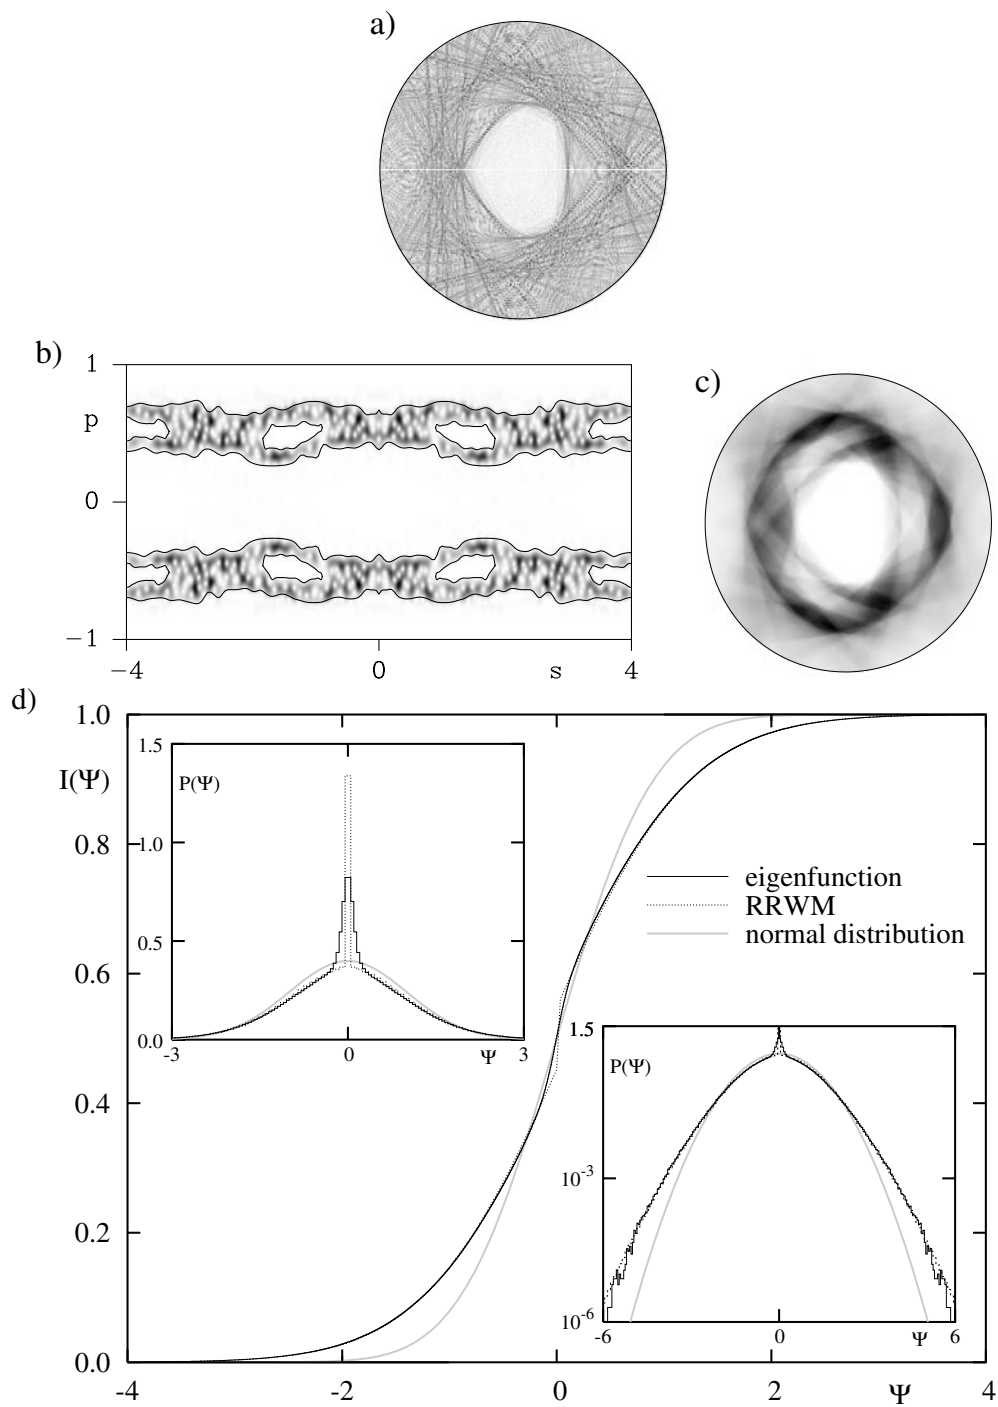 a)
b)
1
p
0
−1
−4
0
s
4
c)
d)
1.0
I(Ψ)
0.8
0.6
0.4
0.2
0.0
-4
-2
0
2
Ψ
4
eigenfunction
RRWM
normal distribution
1.5
P(Ψ)
1.0
0.5
0.0
-3
0
Ψ
3
1.5
P(Ψ)
10⁻³
10⁻⁶
-6
0
Ψ
6